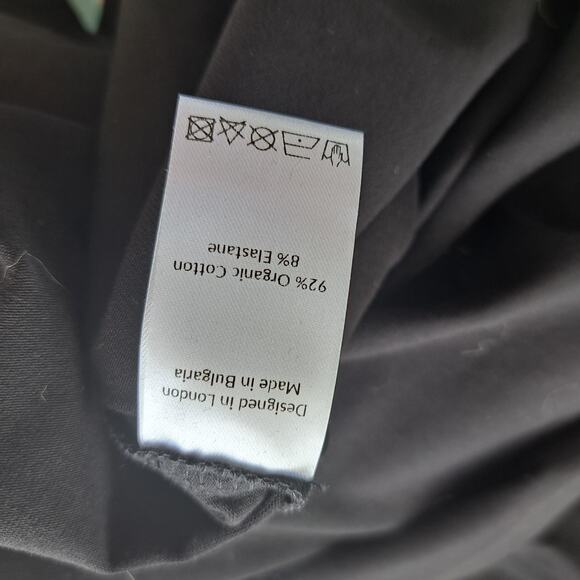 Designed in London
Made in Bulgaria
92% Organic Cotton
8% Elastane